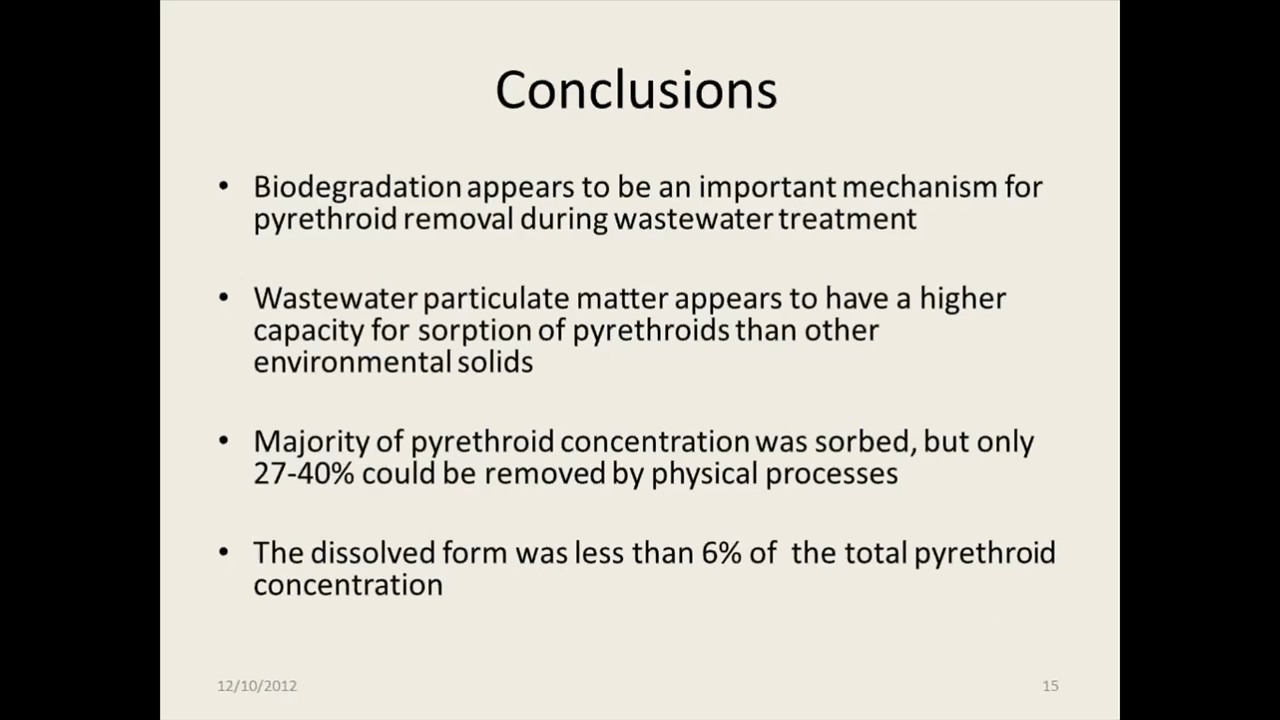 Conclusions
• Biodegradation appears to be an important mechanism for
pyrethroid removal during wastewater treatment
• Wastewater particulate matter appears to have a higher
capacity for sorption of pyrethroids than other
environmental solids
• Majority of pyrethroid concentration was sorbed, but only
27-40% could be removed by physical processes
• The dissolved form was less than 6% of  the total pyrethroid
concentration
12/10/2012
15